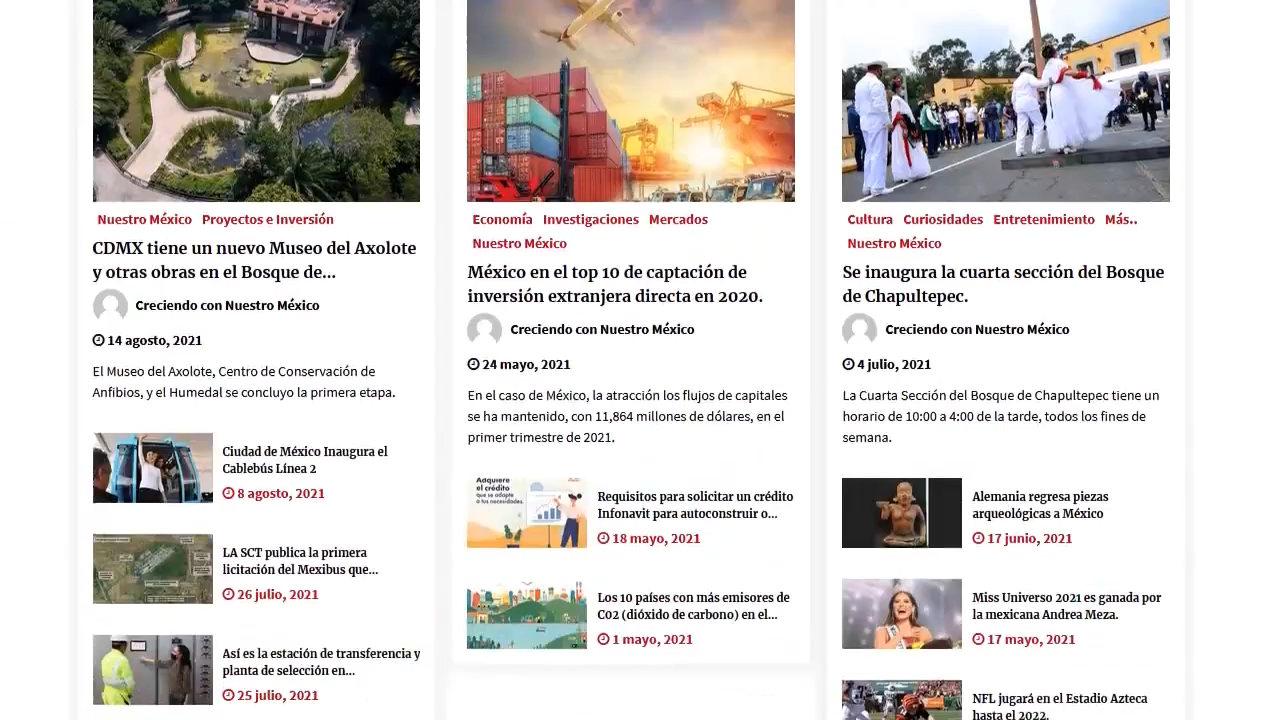 Nuestro México Proyectos e Inversión
CDMX tiene un nuevo Museo del Axolote
y otras obras en el Bosque de...
Creciendo con Nuestro México
14 agosto, 2021
El Museo del Axolote, Centro de Conservación de
Anfibios, y el Humedal se concluyo la primera etapa.
Ciudad de México Inaugura el
Cablebús Línea 2
8 agosto, 2021
LA SCT publica la primera
licitación del Mexibus que...
26 julio, 2021
Así es la estación de transferencia y
planta de selección en...
25 julio, 2021
Economía Investigaciones Mercados
Nuestro México
México en el top 10 de captación de
inversión extranjera directa en 2020.
Creciendo con Nuestro México
24 mayo, 2021
En el caso de México, la atracción los flujos de capitales
se ha mantenido, con 11,864 millones de dólares, en el
primer trimestre de 2021.
Adquiere
el crédito
que se adapte
a tus necesidades.
Requisitos para solicitar un crédito
Infonavit para autoconstruir o...
18 mayo, 2021
Los 10 países con más emisores de
C02 (dióxido de carbono) en el...
1 mayo, 2021
Cultura Curiosidades Entretenimiento Más..
Nuestro México
Se inaugura la cuarta sección del Bosque
de Chapultepec.
Creciendo con Nuestro México
4 julio, 2021
La Cuarta Sección del Bosque de Chapultepec tiene un
horario de 10:00 a 4:00 de la tarde, todos los fines de
semana.
Alemania regresa piezas
arqueológicas a México
17 junio, 2021
Miss Universo 2021 es ganada por
la mexicana Andrea Meza.
17 mayo, 2021
NFL jugará en el Estadio Azteca
hasta el 2022.